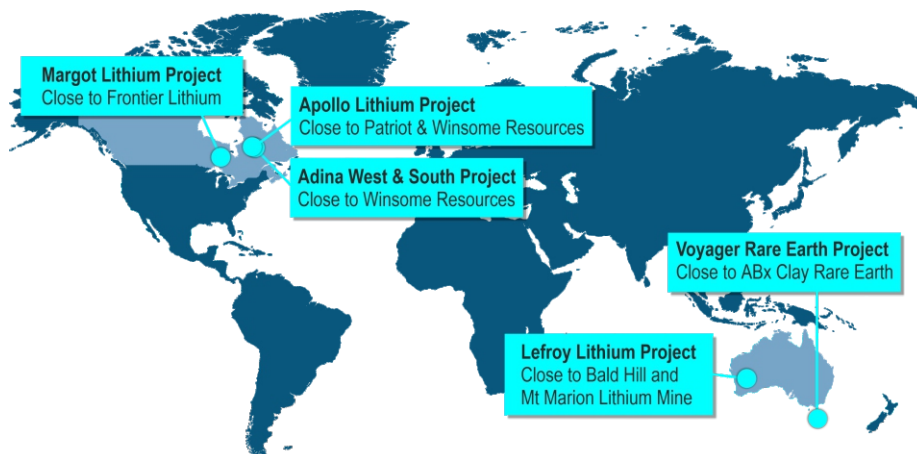 Margot Lithium Project
Close to Frontier Lithium
Apollo Lithium Project
Close to Patriot & Winsome Resources
Adina West & South Project
Close to Winsome Resources
Voyager Rare Earth Project
Close to ABx Clay Rare Earth
Lefroy Lithium Project
Close to Bald Hill and
Mt Marion Lithium Mine